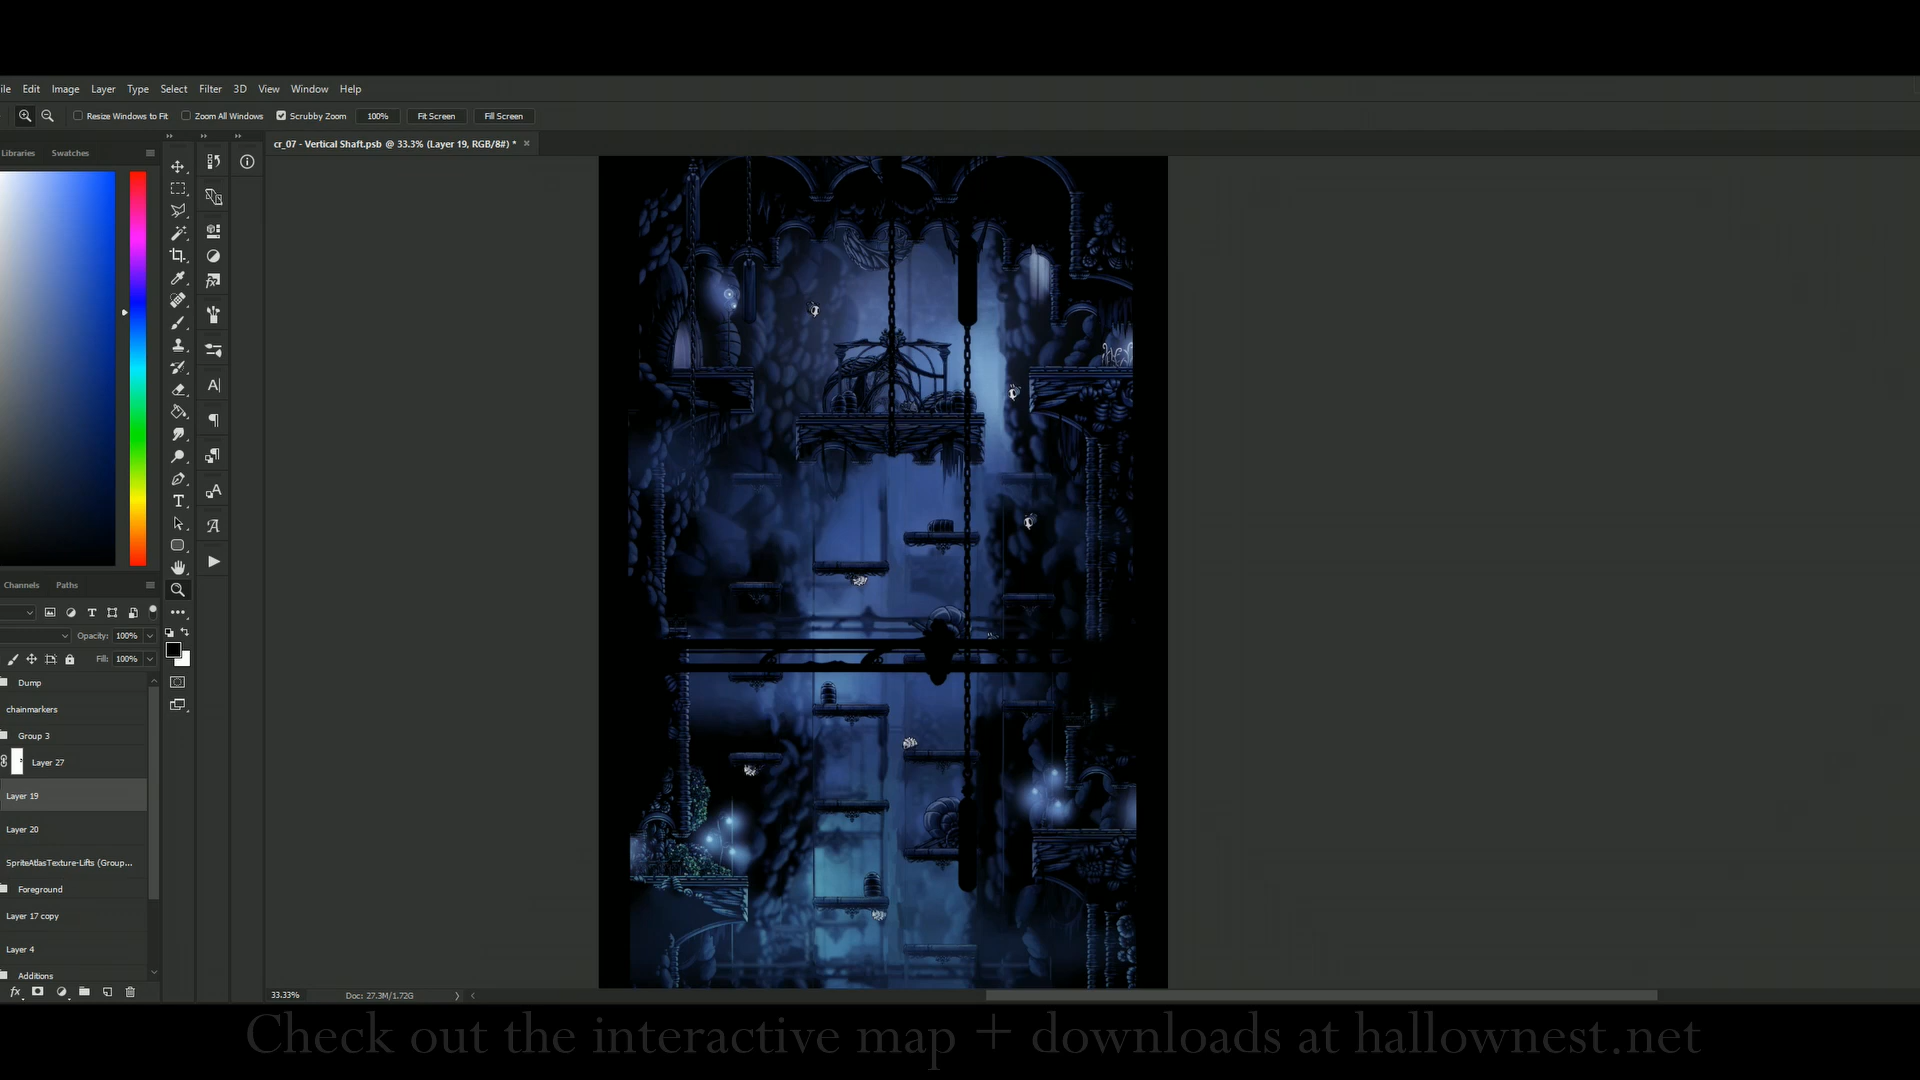 ile Edit Image Layer Type Select Filter 3D View Window Help
Resize Windows to Fit Zoom All Windows Scrubby Zoom 100% Fit Screen Fill Screen
cr_07 - Vertical Shaft.psb @ 33.3% (Layer 19, RGB/8#) *
Libraries Swatches
Channels Paths
Opacity: 100%
Fill: 100%
Dump
chainmarkers
Group 3
Layer 27
Layer 19
Layer 20
SpriteAtlasTexture-Lifts (Group...
Foreground
Layer 17 copy
Layer 4
Additions
33.33% Doc: 27.3M/1.72G
Check out the interactive map + downloads at hallownest.net